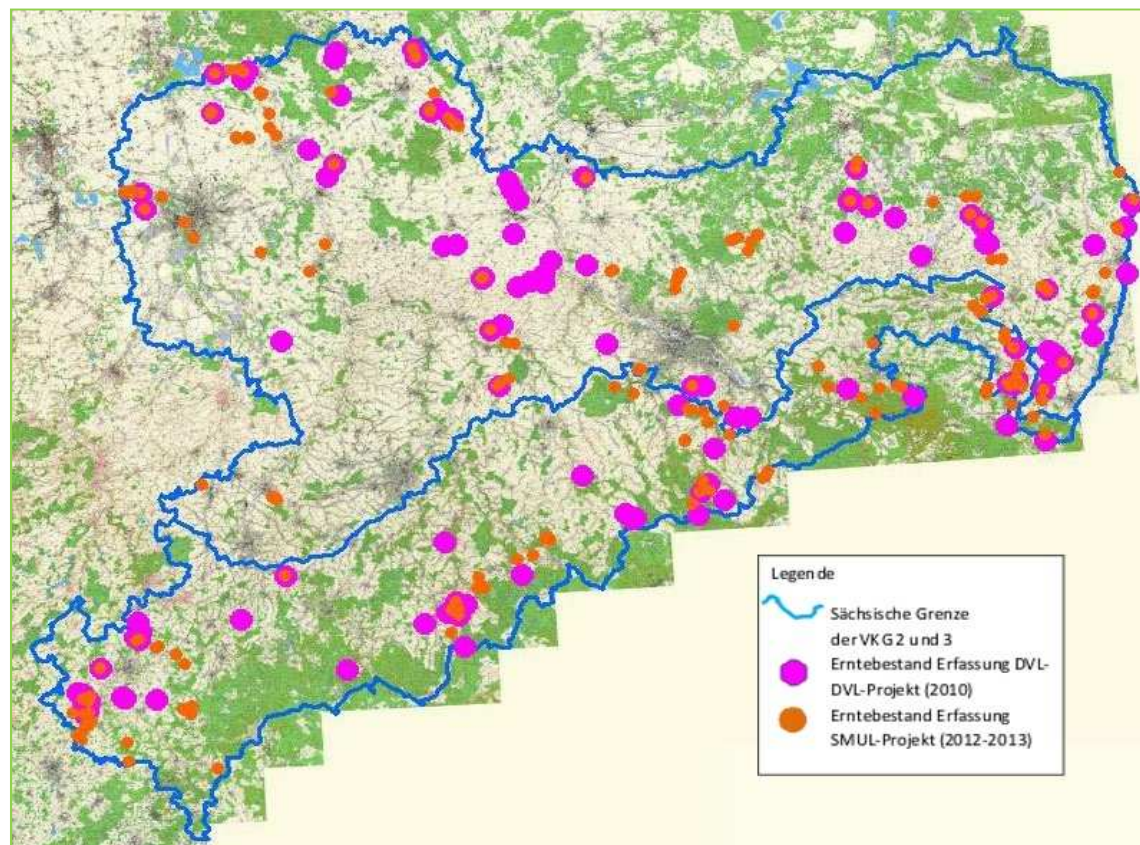 Legende
Sächsische Grenze
der VKG 2 und 3
Erntebestand Erfassung DVL-
DVL-Projekt (2010)
Erntebestand Erfassung
SMUL-Projekt (2012-2013)